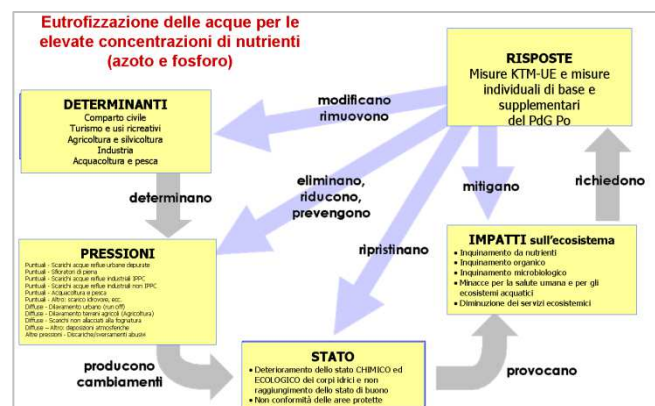 Eutrofizzazione delle acque per le
elevate concentrazioni di nutrienti
(azoto e fosforo)
RISPOSTE
Misure KTM-UE e misure
individuali di base e
supplementari
del PdG Po
DETERMINANTI
Comparto civile
Turismo e usi ricreativi
Agricoltura e silvicoltura
Industria
Acquacoltura e pesca
modificano
rimuovono
determinano
eliminano,
riducono,
prevengono
mitigano
richiedono
ripristinano
PRESSIONI
Puntuali - Scarichi acque reflue urbane depurate
Puntuali - Sfioratori di piena
Puntuali - Scarichi acque reflue industriali IPPC
Puntuali - Scarichi acque reflue industriali non IPPC
Puntuali - Acquacoltura e pesca
Puntuali - Altro: scarico idrovore, ecc.
Diffuse - Dilavamento urbano (run off)
Diffuse - Dilavamento terreni agricoli (Agricoltura)
Diffuse - Scarichi non allacciati alla fognatura
Diffuse – Altro: deposizioni atmosferiche
Altre pressioni - Discariche/sversamenti abusivi
IMPATTI sull'ecosistema
• Inquinamento da nutrienti
• Inquinamento organico
• Inquinamento microbiologico
• Minacce per la salute umana e per gli
ecosistemi acquatici
• Diminuzione dei servizi ecosistemici
producono
cambiamenti
STATO
• Deterioramento dello stato CHIMICO ed
ECOLOGICO dei corpi idrici e non
raggiungimento dello stato di buono
• Non conformità delle aree protette
provocano